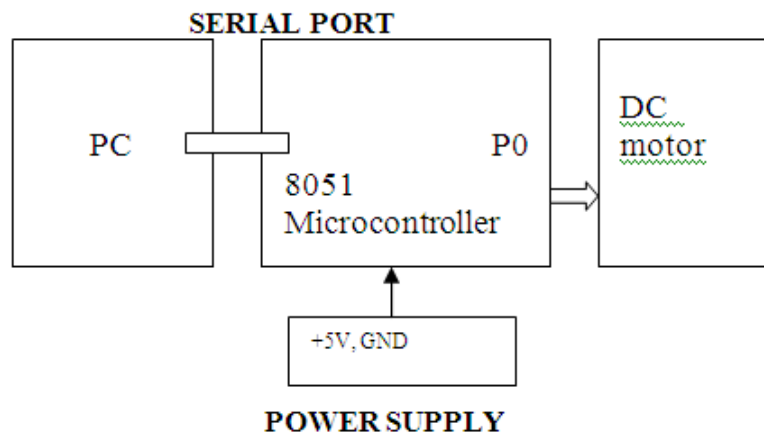 SERIAL PORT
PC
P0
8051
Microcontroller
DC
motor
+5V, GND
POWER SUPPLY